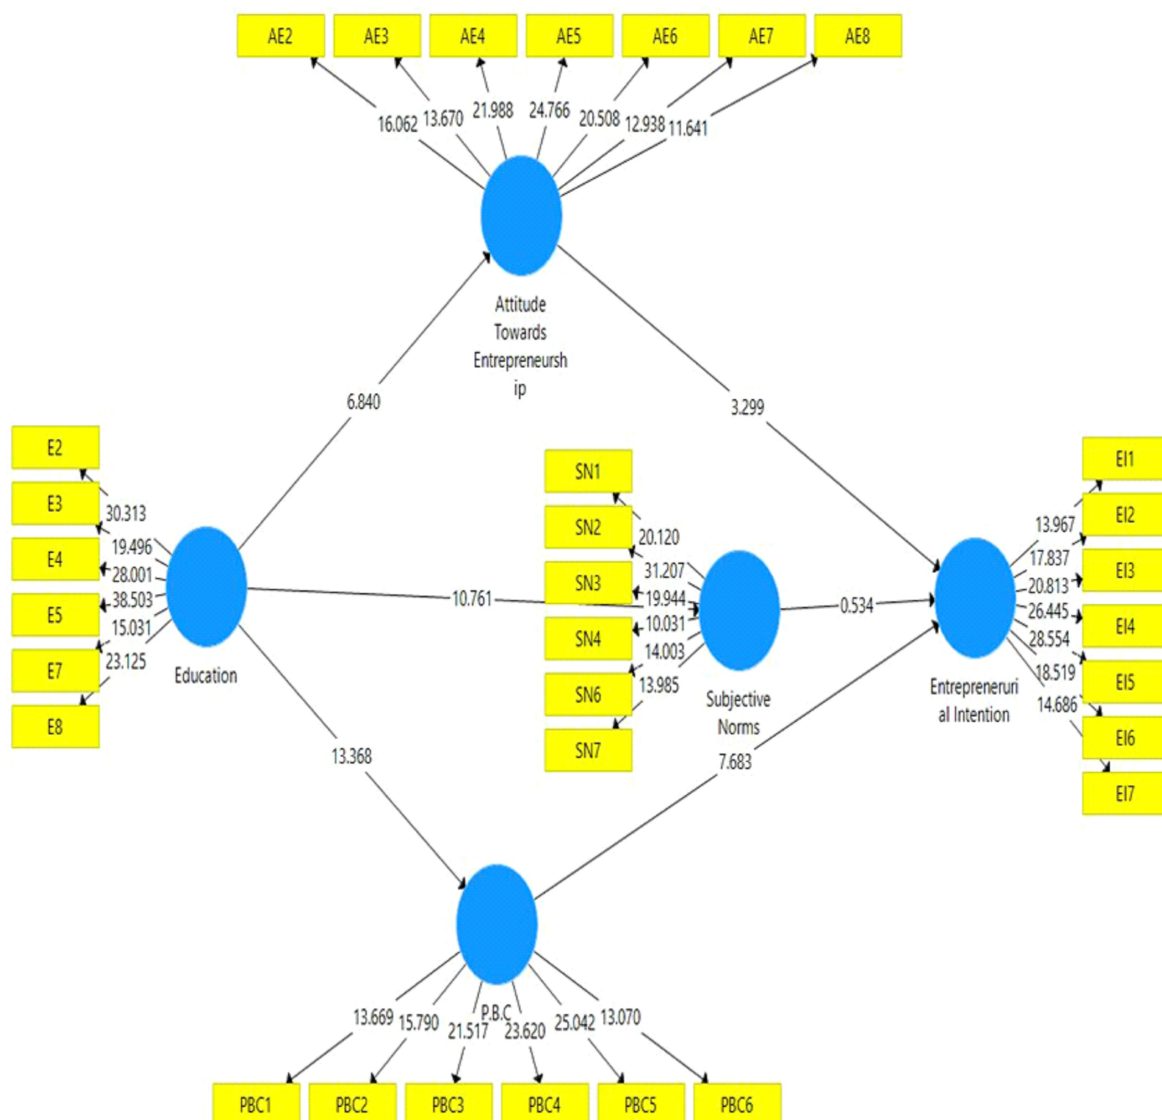 AE2 AE3 AE4 AE5 AE6 AE7 AE8
16.062 13.670 21.988 24.766 20.508 12.938 11.641
Attitude
Towards
Entrepreneursh
ip
6.840
3.299
E2
E3
E4
E5
E7
E8
30.313
19.496
28.001
38.503
15.031
23.125
Education
10.761
13.368
SN1
SN2
SN3
SN4
SN6
SN7
20.120
31.207
19.944
10.031
14.003
13.985
Subjective
Norms
0.534
7.683
Entrepreneuri
al Intention
EI1
EI2
EI3
EI4
EI5
EI6
EI7
13.967
17.837
20.813
26.445
28.554
18.519
14.686
P.B.C
13.669 15.790 21.517 23.620 25.042 13.070
PBC1 PBC2 PBC3 PBC4 PBC5 PBC6